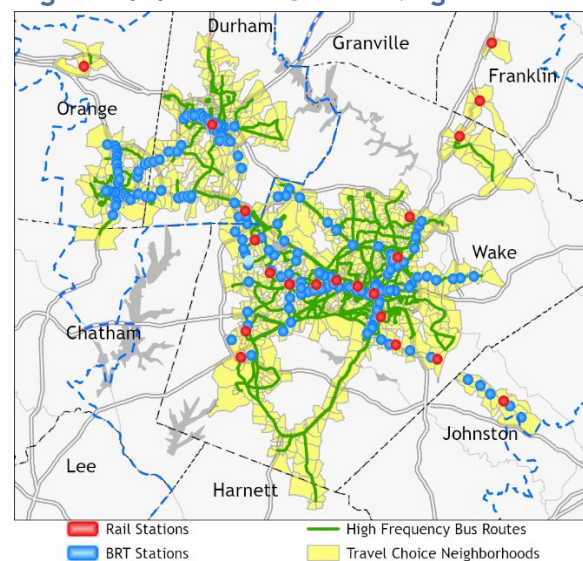 Durham
Granville
Franklin
Orange
Wake
Chatham
Johnston
Lee
Harnett
Rail Stations
High Frequency Bus Routes
BRT Stations
Travel Choice Neighborhoods